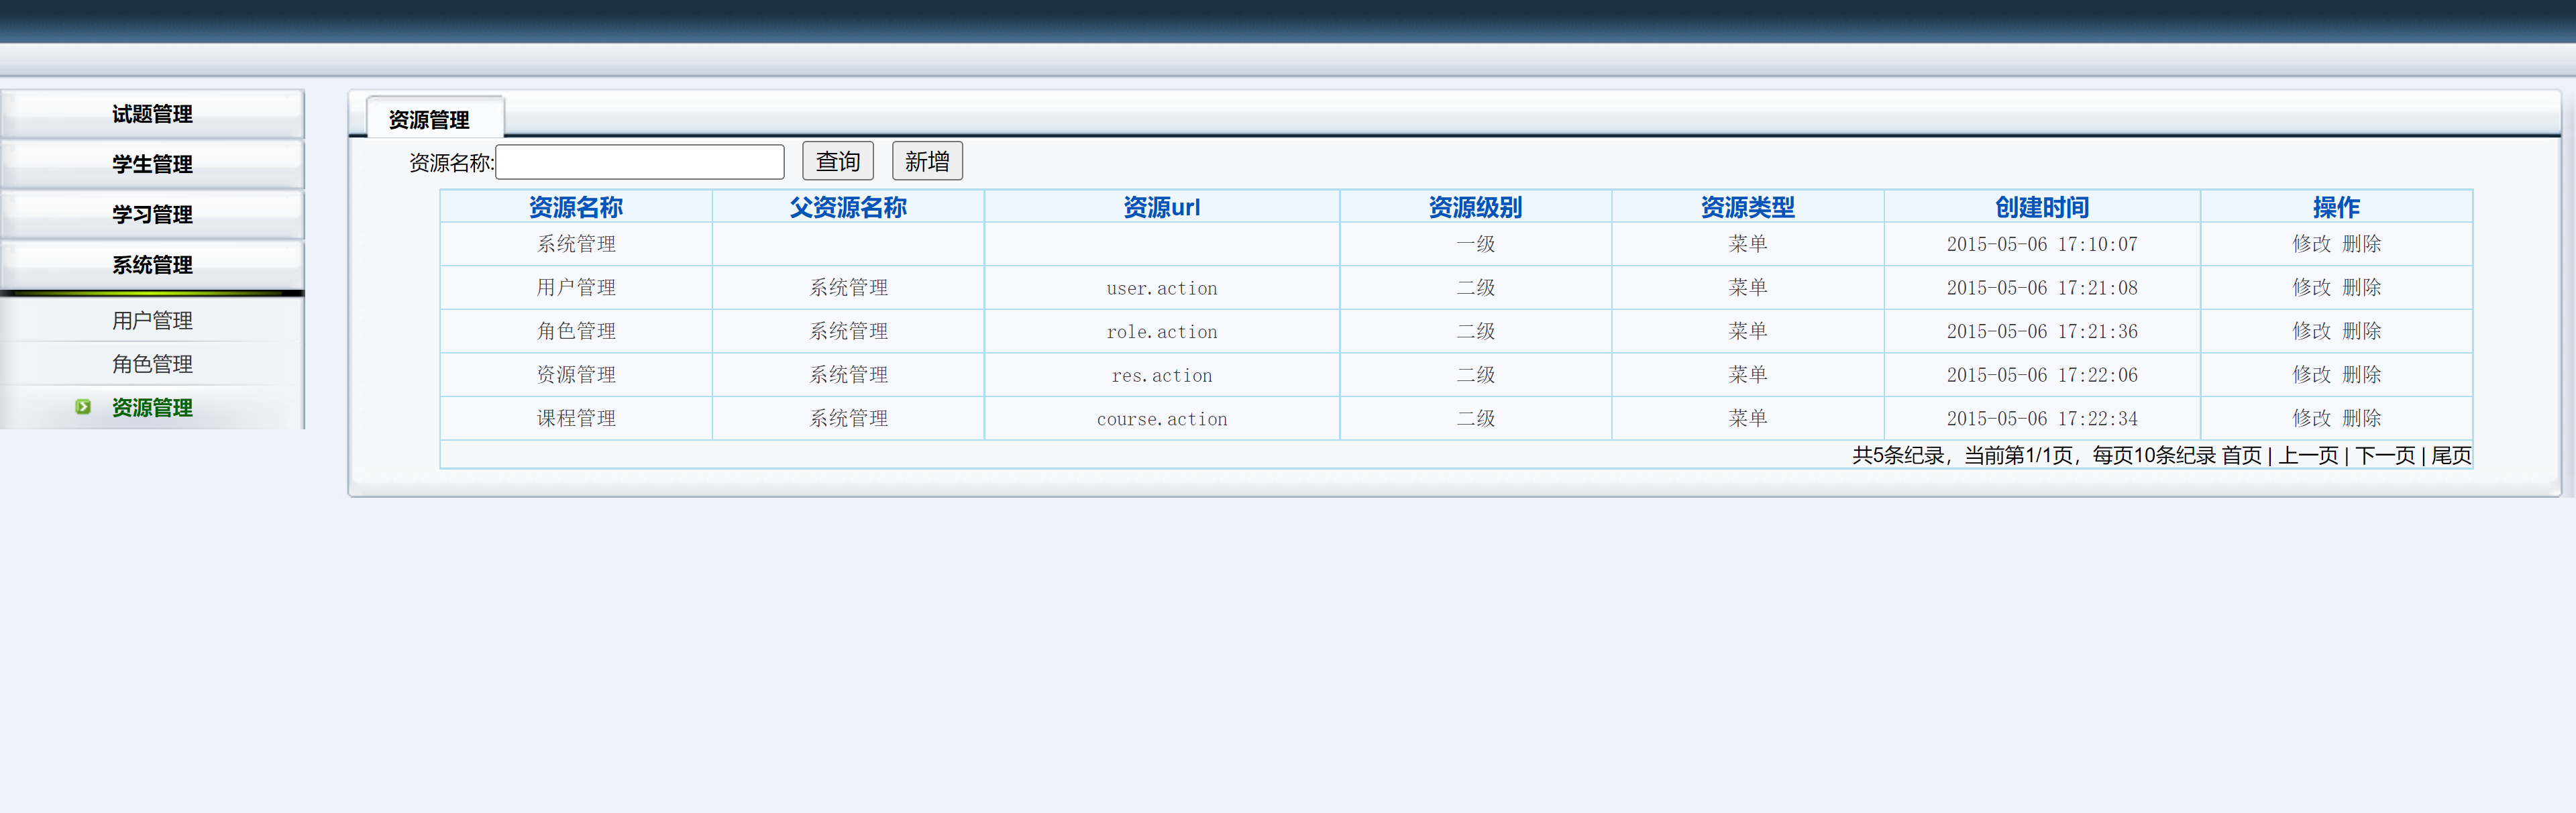 试题管理
学生管理
学习管理
系统管理
用户管理
角色管理
资源管理
资源管理
资源名称: 查询 新增
资源名称 父资源名称 资源url 资源级别 资源类型 创建时间 操作
系统管理 一级 菜单 2015-05-06 17:10:07 修改 删除
用户管理 系统管理 user.action 二级 菜单 2015-05-06 17:21:08 修改 删除
角色管理 系统管理 role.action 二级 菜单 2015-05-06 17:21:36 修改 删除
资源管理 系统管理 res.action 二级 菜单 2015-05-06 17:22:06 修改 删除
课程管理 系统管理 course.action 二级 菜单 2015-05-06 17:22:34 修改 删除
共5条纪录，当前第1/1页，每页10条纪录 首页 | 上一页 | 下一页 | 尾页